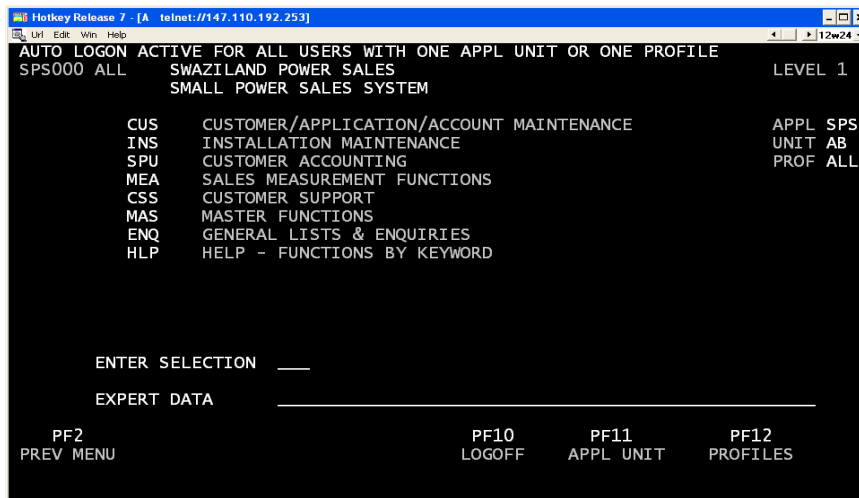 Hotkey Release 7 - [A telnet://147.110.192.253]
Url Edit Win Help 12w24
AUTO LOGON ACTIVE FOR ALL USERS WITH ONE APPL UNIT OR ONE PROFILE
SPS000 ALL SWAZILAND POWER SALES LEVEL 1
SMALL POWER SALES SYSTEM
CUS CUSTOMER/APPLICATION/ACCOUNT MAINTENANCE APPL SPS
INS INSTALLATION MAINTENANCE UNIT AB
SPU CUSTOMER ACCOUNTING PROF ALL
MEA SALES MEASUREMENT FUNCTIONS
CSS CUSTOMER SUPPORT
MAS MASTER FUNCTIONS
ENQ GENERAL LISTS & ENQUIRIES
HLP HELP - FUNCTIONS BY KEYWORD
ENTER SELECTION ___
EXPERT DATA
PF2 PF10 PF11 PF12
PREV MENU LOGOFF APPL UNIT PROFILES